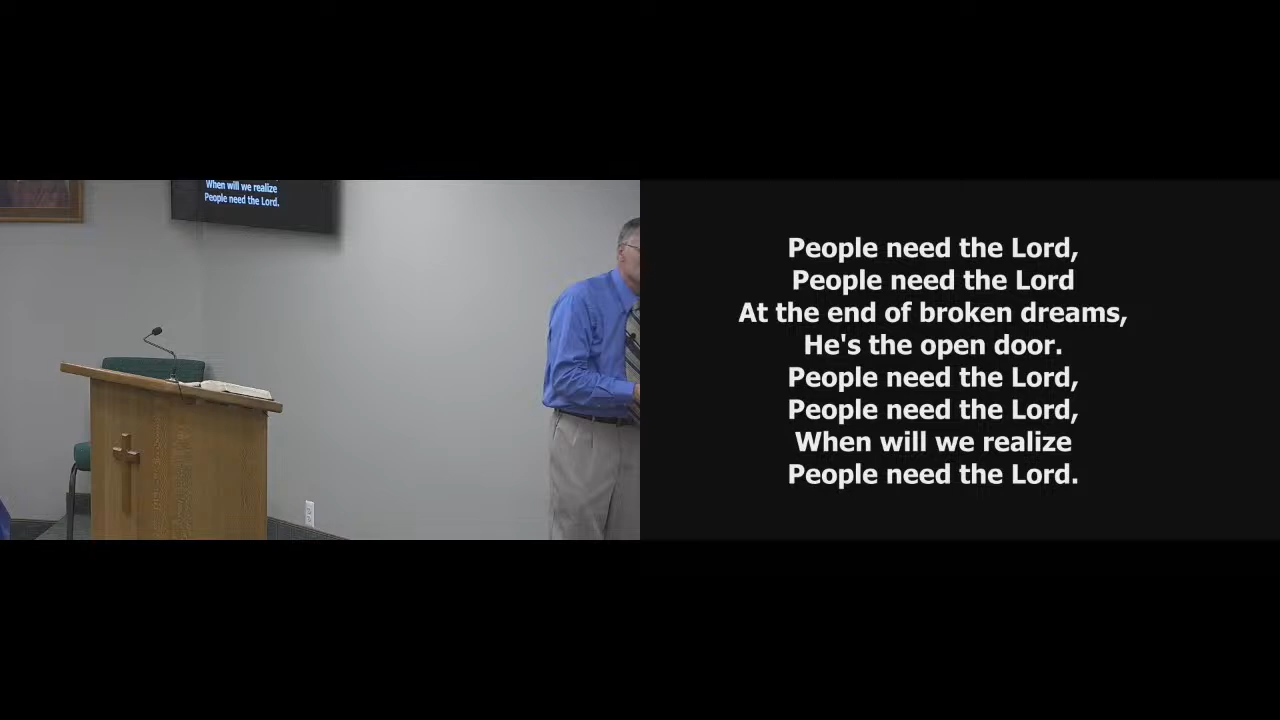 When will we realize
People need the Lord.
People need the Lord,
People need the Lord
At the end of broken dreams,
He's the open door.
People need the Lord,
People need the Lord,
When will we realize
People need the Lord.